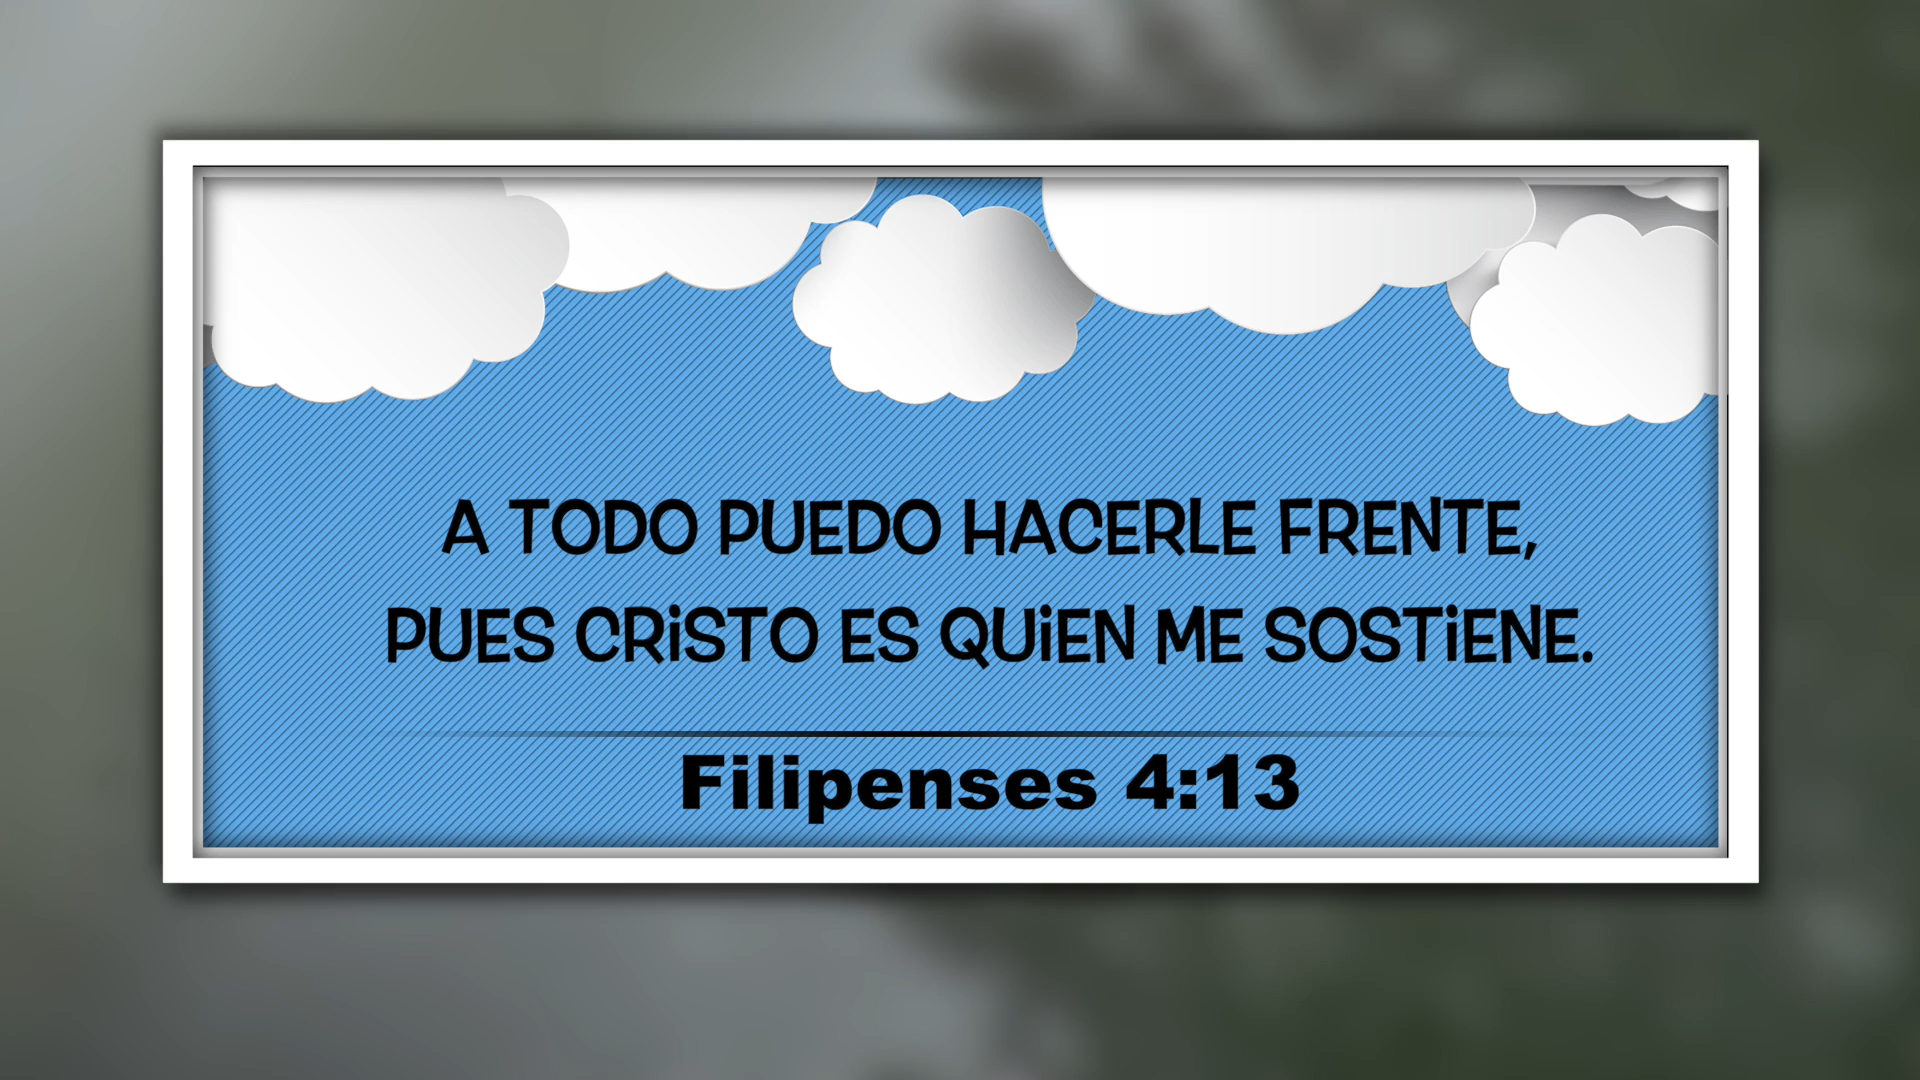 A TODO PUEDO HACERLE FRENTE,
PUES CRiSTO ES QUiEN ME SOSTiENE.
Filipenses 4:13